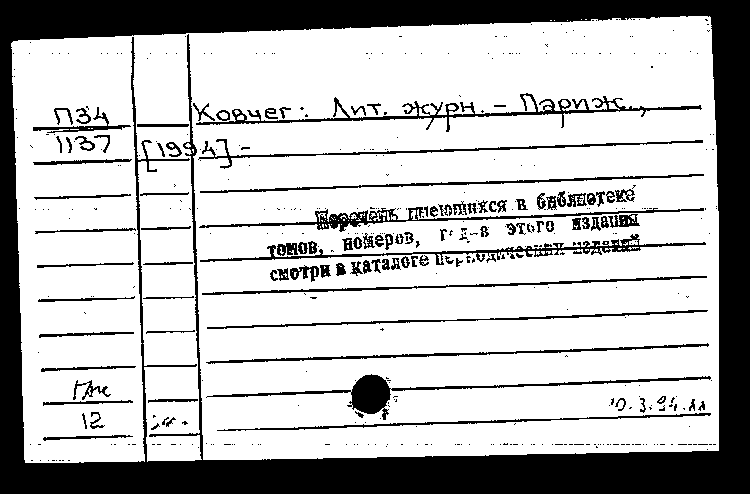 П34
1137
Ковчег: Лит. журн. – Париж.,
[1994] –
Перечень имеющихся в библиотеке
томов, номеров, год-в этого издания
смотри в каталоге периодических изданий
12
10.3.94.